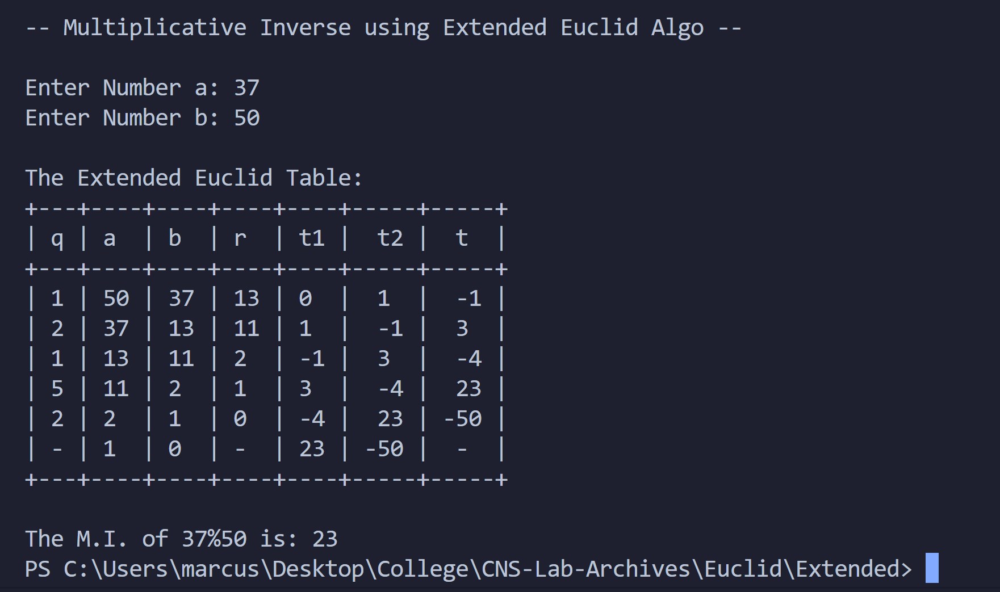 -- Multiplicative Inverse using Extended Euclid Algo --
Enter Number a: 37
Enter Number b: 50
The Extended Euclid Table:
+---+----+----+----+----+-----+-----+
| q | a  | b  | r  | t1 |  t2 |  t  |
+---+----+----+----+----+-----+-----+
| 1 | 50 | 37 | 13 | 0  |  1  |  -1 |
| 2 | 37 | 13 | 11 | 1  |  -1 |  3  |
| 1 | 13 | 11 | 2  | -1 |  3  |  -4 |
| 5 | 11 | 2  | 1  | 3  |  -4 |  23 |
| 2 | 2  | 1  | 0  | -4 |  23 | -50 |
| - | 1  | 0  | -  | 23 | -50 |  -  |
+---+----+----+----+----+-----+-----+
The M.I. of 37%50 is: 23
PS C:\Users\marcus\Desktop\College\CNS-Lab-Archives\Euclid\Extended>